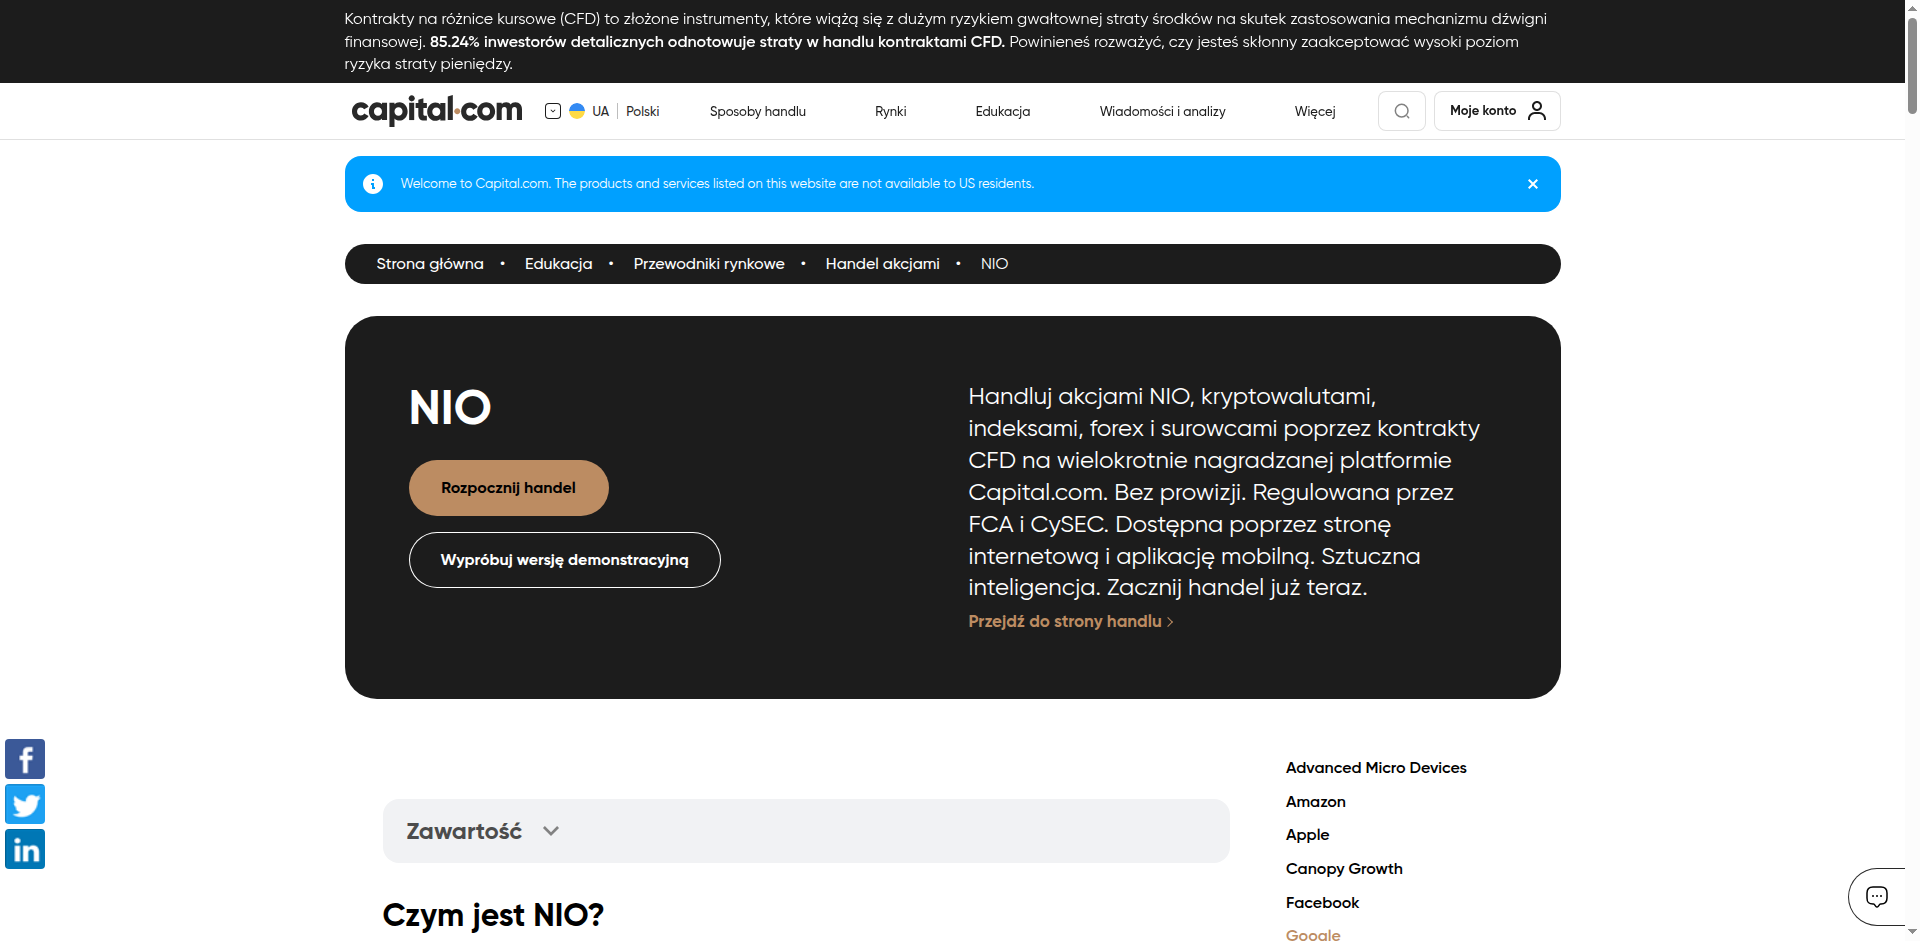 Kontrakty na różnice kursowe (CFD) to złożone instrumenty, które wiążą się z dużym ryzykiem gwałtownej straty środków na skutek zastosowania mechanizmu dźwigni
finansowej. 85.24% inwestorów detalicznych odnotowuje straty w handlu kontraktami CFD. Powinieneś rozważyć, czy jesteś skłonny zaakceptować wysoki poziom
ryzyka straty pieniędzy.
capital.com
UA | Polski
Sposoby handlu
Rynki
Edukacja
Wiadomości i analizy
Więcej
Moje konto
Welcome to Capital.com. The products and services listed on this website are not available to US residents.
Strona główna • Edukacja • Przewodniki rynkowe • Handel akcjami • NIO
NIO
Rozpocznij handel
Wypróbuj wersję demonstracyjną
Handluj akcjami NIO, kryptowalutami,
indeksami, forex i surowcami poprzez kontrakty
CFD na wielokrotnie nagradzanej platformie
Capital.com. Bez prowizji. Regulowana przez
FCA i CySEC. Dostępna poprzez stronę
internetową i aplikację mobilną. Sztuczna
inteligencja. Zacznij handel już teraz.
Przejdź do strony handlu
Zawartość
Czym jest NIO?
Advanced Micro Devices
Amazon
Apple
Canopy Growth
Facebook
Google